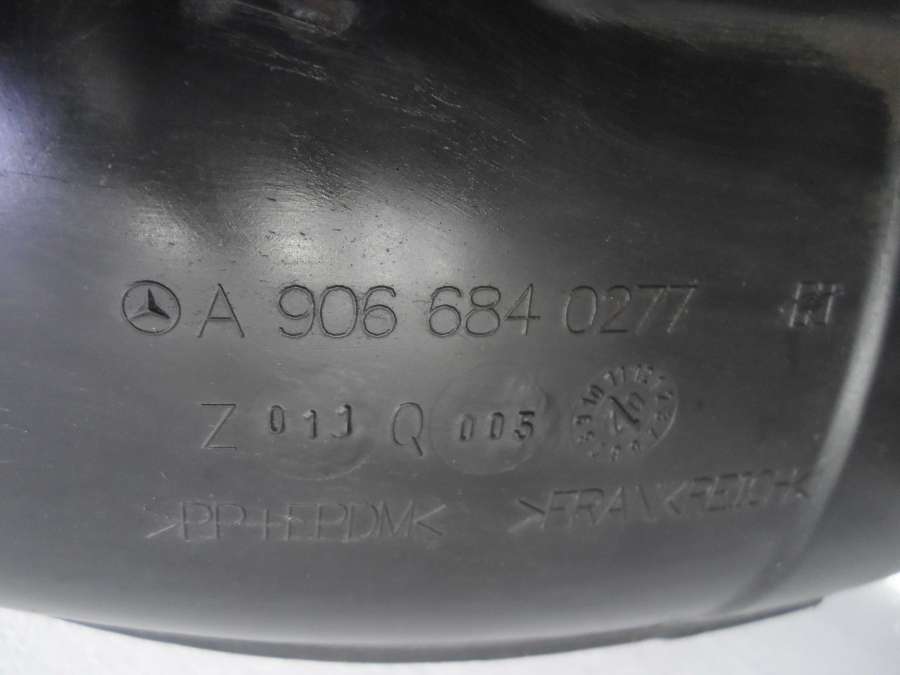 A 906 684 0277
Z 011 Q 005
>PP+EPDM< >FRANKREICH<